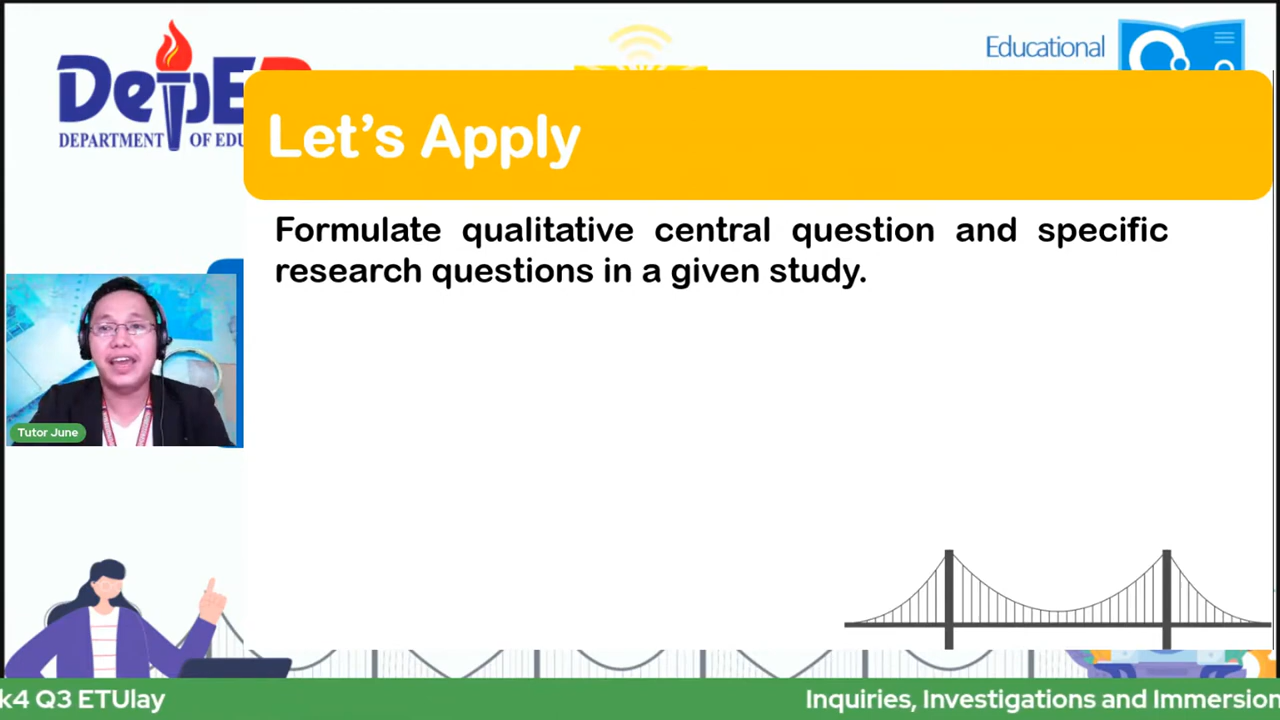 DepED
DEPARTMENT OF EDU
Educational
Let's Apply
Formulate qualitative central question and specific
research questions in a given study.
Tutor June
k4 Q3 ETUlay
Inquiries, Investigations and Immersion